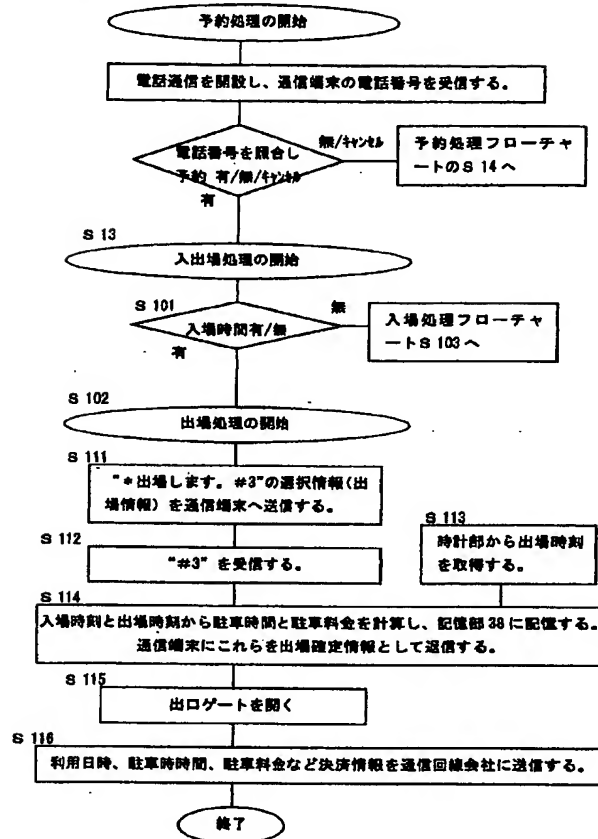 予約処理の開始
電話通信を開設し、通信端末の電話番号を受信する。
電話番号を照合し
予約 有/無/キャンセル
無/キャンセル
予約処理フローチャ
ートのS 14へ
有
S 13
入出場処理の開始
S 101
入場時間有/無
無
入場処理フローチャ
ートS 103へ
有
S 102
出場処理の開始
S 111
“*出場します。#3”の選択情報(出
場情報)を通信端末へ送信する。
S 112
“#3”を受信する。
S 113
時計部から出場時刻
を取得する。
S 114
入場時刻と出場時刻から駐車時間と駐車料金を計算し、記憶部38に記憶する。
通信端末にこれらを出場確定情報として返信する。
S 115
出口ゲートを開く
S 116
利用日時、駐車時時間、駐車料金など決済情報を通信回線会社に送信する。
終了